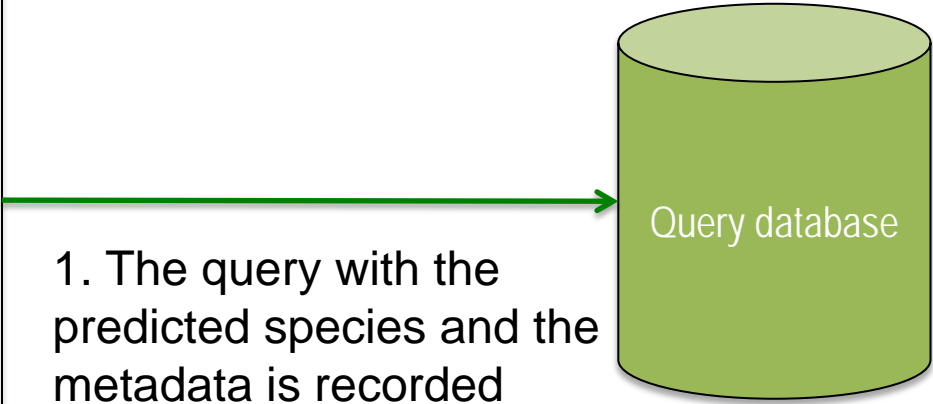 Query database
1. The query with the
predicted species and the
metadata is recorded